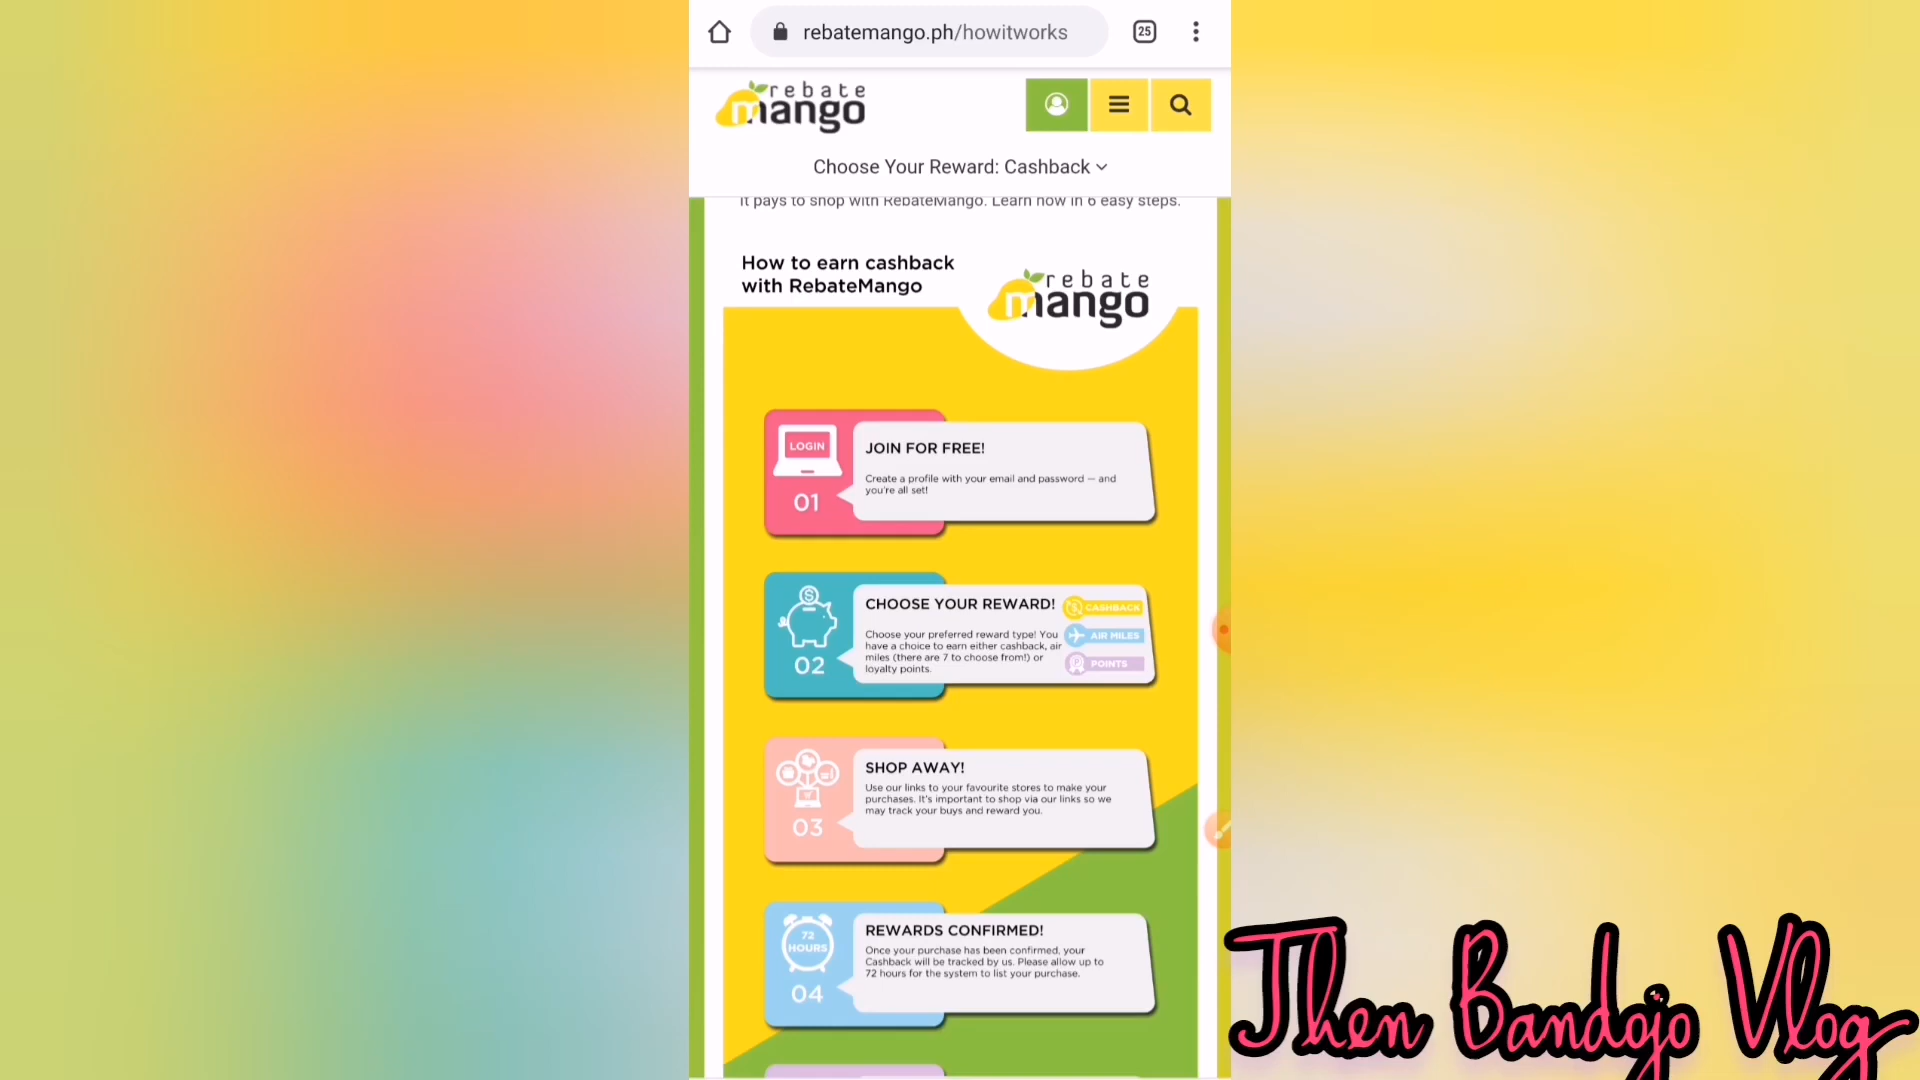 rebatemango.ph/howitworks
25
rebate
mango
Choose Your Reward: Cashback
It pays to shop with RebateMango. Learn how in 6 easy steps.
How to earn cashback
with RebateMango
rebate
mango
LOGIN
01
JOIN FOR FREE!
Create a profile with your email and password — and
you're all set!
02
CHOOSE YOUR REWARD!
Choose your preferred reward type! You
have a choice to earn either cashback, air
miles (there are 7 to choose from!) or
loyalty points.
CASHBACK
AIR MILES
POINTS
03
SHOP AWAY!
Use our links to your favourite stores to make your
purchases. It's important to shop via our links so we
may track your buys and reward you.
72
HOURS
04
REWARDS CONFIRMED!
Once your purchase has been confirmed, your
Cashback will be tracked by us. Please allow up to
72 hours for the system to list your purchase.
Jhen Bandojo Vlog